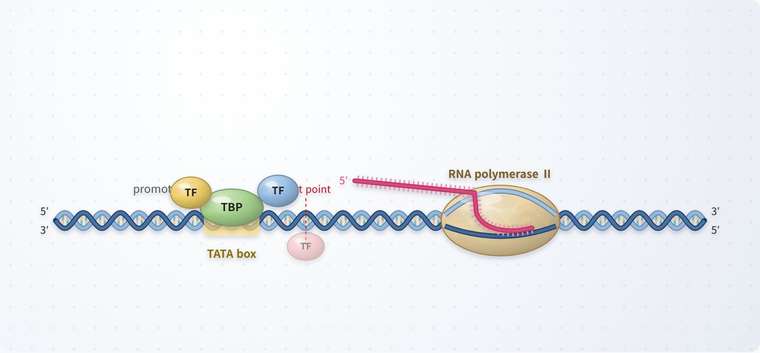 RNA polymerase II
5'
promot
TF
TBP
TF
t point
5'
3'
3'
5'
TF
TATA box